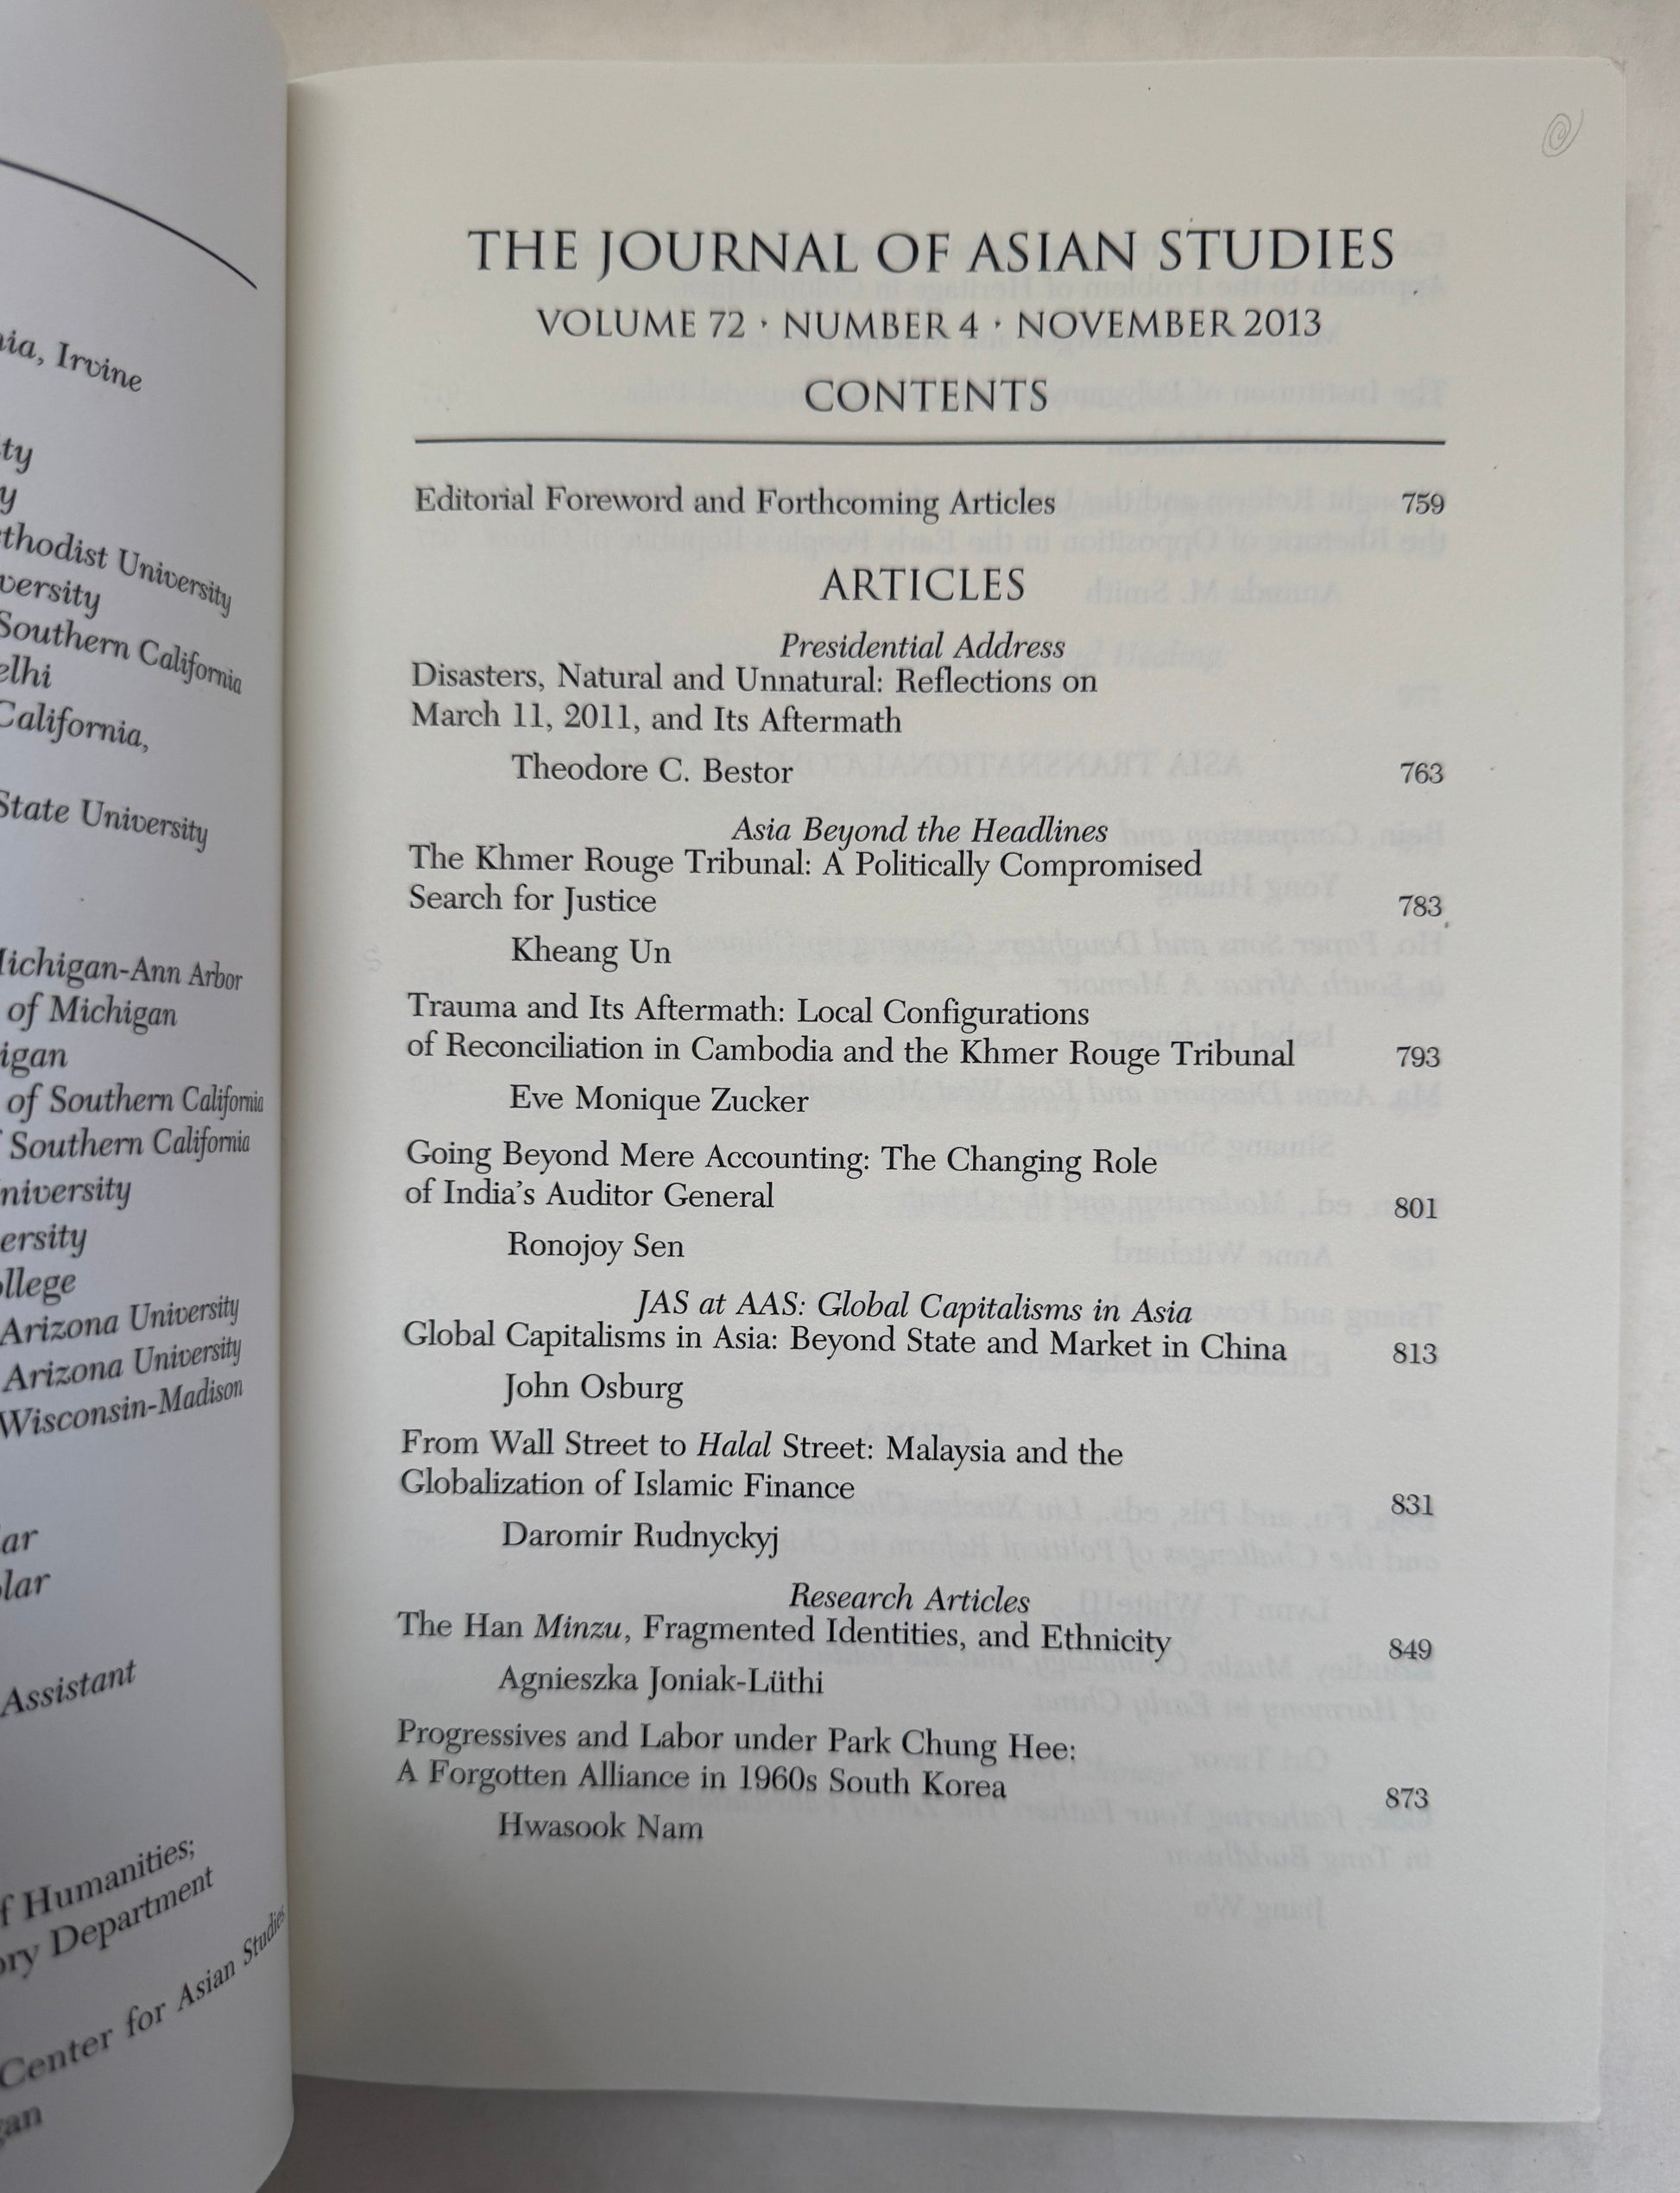 ia, Irvine
ty
y
thodist University
versity
Southern California
elhi
California,
State University
Michigan-Ann Arbor
of Michigan
igan
of Southern California
Southern California
niversity
ersity
ollege
Arizona University
Arizona University
Wisconsin-Madison
ar
lar
Assistant
f Humanities;
ory Department
Center for Asian Studies
gan
THE JOURNAL OF ASIAN STUDIES
VOLUME 72 · NUMBER 4 · NOVEMBER 2013
CONTENTS
Editorial Foreword and Forthcoming Articles 759
ARTICLES
Presidential Address
Disasters, Natural and Unnatural: Reflections on
March 11, 2011, and Its Aftermath
Theodore C. Bestor 763
Asia Beyond the Headlines
The Khmer Rouge Tribunal: A Politically Compromised
Search for Justice 783
Kheang Un
Trauma and Its Aftermath: Local Configurations
of Reconciliation in Cambodia and the Khmer Rouge Tribunal 793
Eve Monique Zucker
Going Beyond Mere Accounting: The Changing Role
of India's Auditor General 801
Ronojoy Sen
JAS at AAS: Global Capitalisms in Asia
Global Capitalisms in Asia: Beyond State and Market in China 813
John Osburg
From Wall Street to Halal Street: Malaysia and the
Globalization of Islamic Finance 831
Daromir Rudnyckyj
Research Articles
The Han Minzu, Fragmented Identities, and Ethnicity 849
Agnieszka Joniak-Lüthi
Progressives and Labor under Park Chung Hee:
A Forgotten Alliance in 1960s South Korea 873
Hwasook Nam